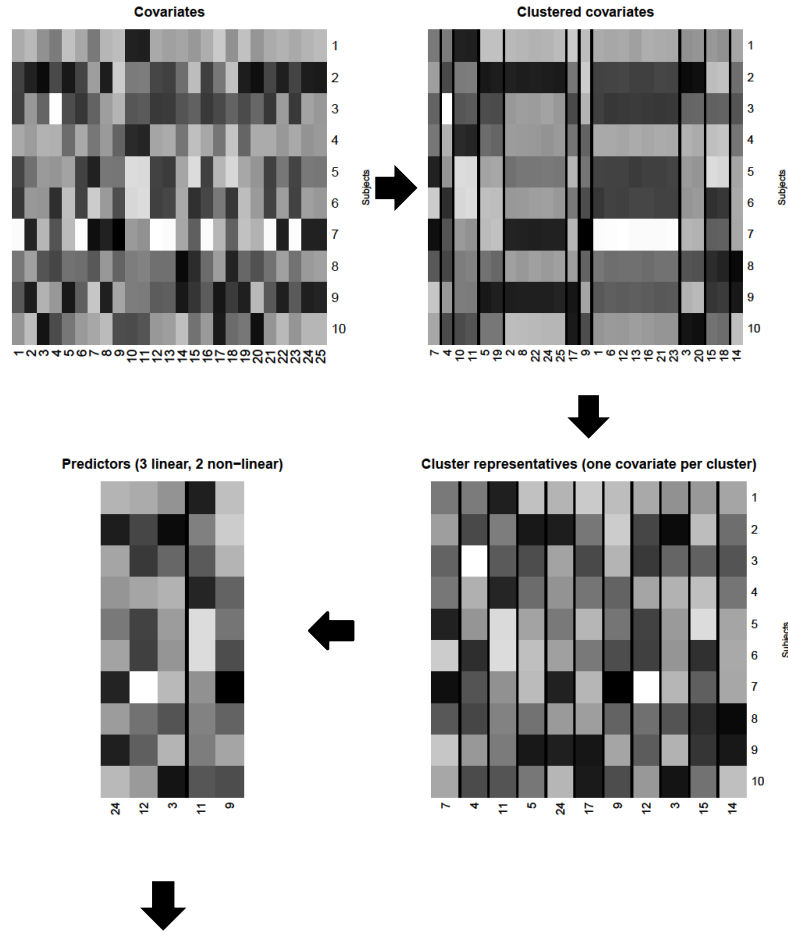 Covariates
1
2
3
4
5
6
7
8
9
10
Subjects
1 2 3 4 5 6 7 8 9 10 11 12 13 14 15 16 17 18 19 20 21 22 23 24 25
Clustered covariates
1
2
3
4
5
6
7
8
9
10
Subjects
7 4 10 11 5 19 2 8 22 24 25 17 9 1 6 12 13 16 21 23 3 20 15 18 14
Predictors (3 linear, 2 non−linear)
24 12 3 11 9
Cluster representatives (one covariate per cluster)
1
2
3
4
5
6
7
8
9
10
Subjects
7 4 11 5 24 17 9 12 3 15 14